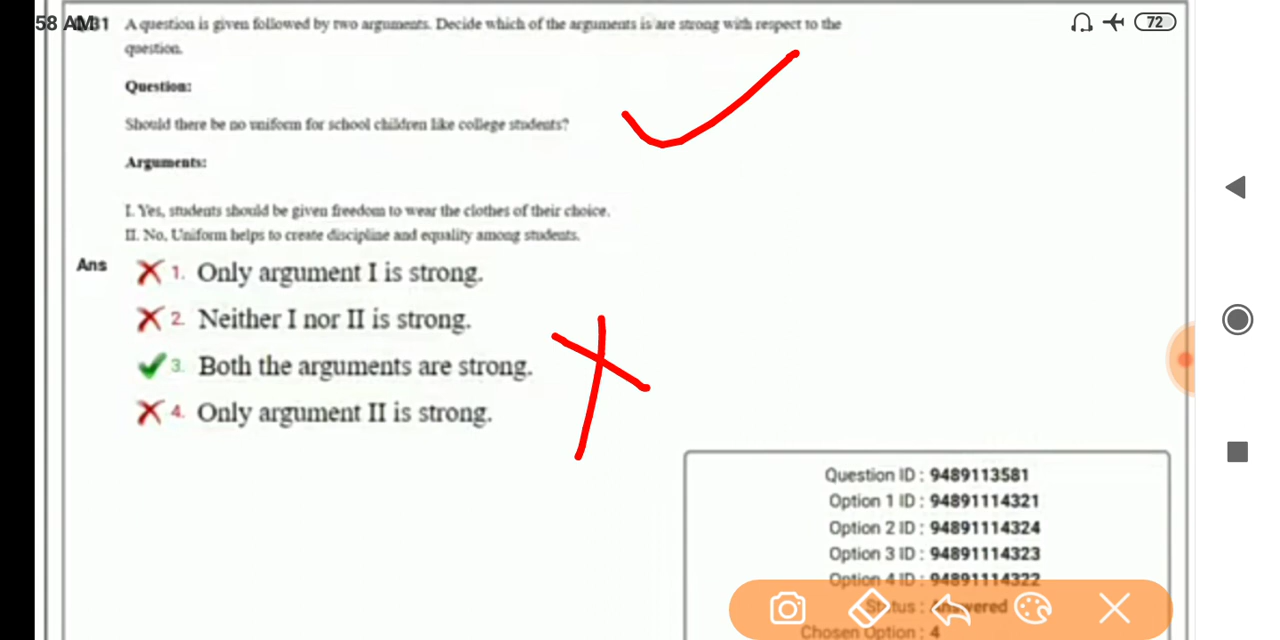 58 AM
A question is given followed by two arguments. Decide which of the arguments is/are strong with respect to the
question.
Question:
Should there be no uniform for school children like college students?
Arguments:
I. Yes, students should be given freedom to wear the clothes of their choice.
II. No, Uniform helps to create discipline and equality among students.
Ans 1. Only argument I is strong.
2. Neither I nor II is strong.
3. Both the arguments are strong.
4. Only argument II is strong.
72
Question ID : 9489113581
Option 1 ID : 94891114321
Option 2 ID : 94891114324
Option 3 ID : 94891114323
Option 4 ID : 94891114322
Status : Answered
Chosen Option : 4